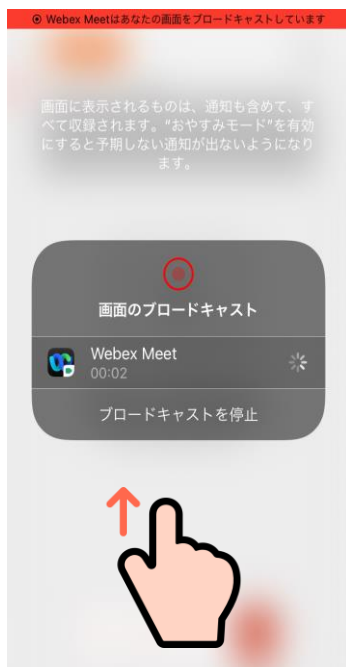 Webex Meetはあなたの画面をブロードキャストしています
画面に表示されるものは、通知も含めて、す
べて収録されます。“おやすみモード”を有効
にすると予期しない通知が出ないようになり
ます。
画面のブロードキャスト
Webex Meet
00:02
ブロードキャストを停止